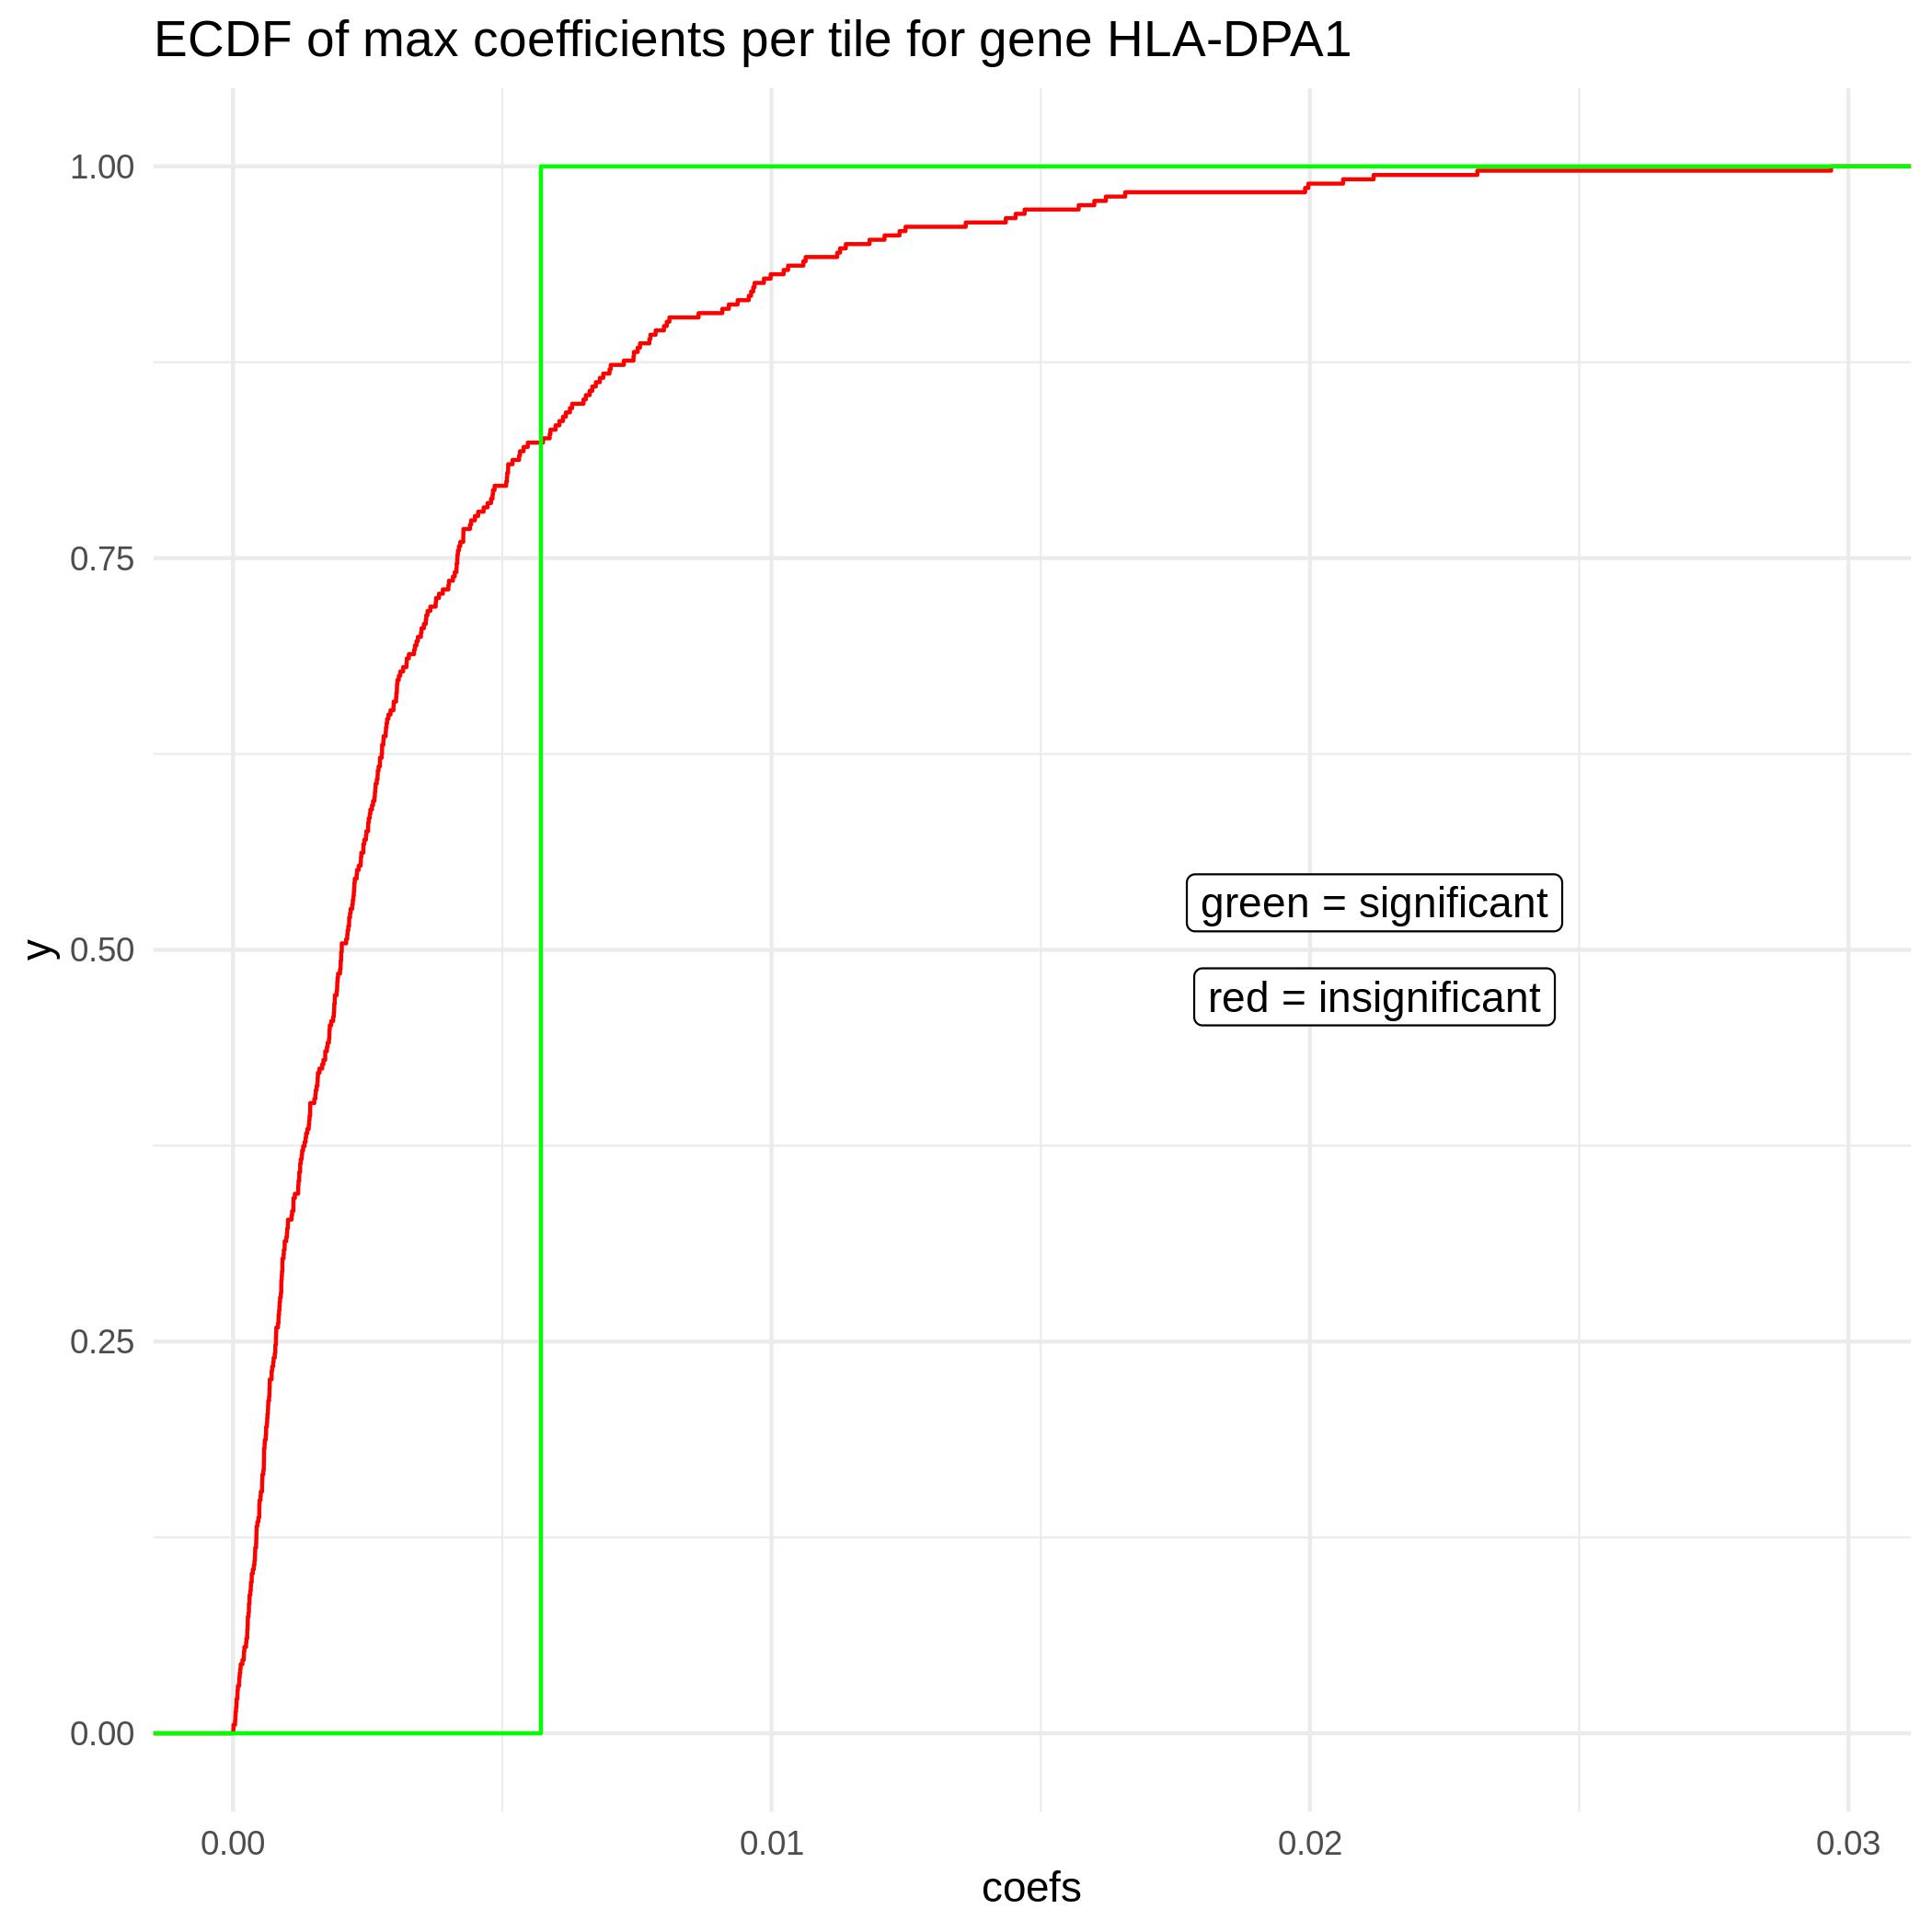 ECDF of max coefficients per tile for gene HLA-DPA1
1.00
0.75
0.50
0.25
0.00
y
green = significant
red = insignificant
0.00 0.01 0.02 0.03
coefs